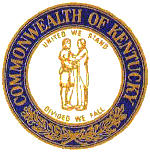 COMMONWEALTH OF KENTUCKY
UNITED WE STAND
DIVIDED WE FALL